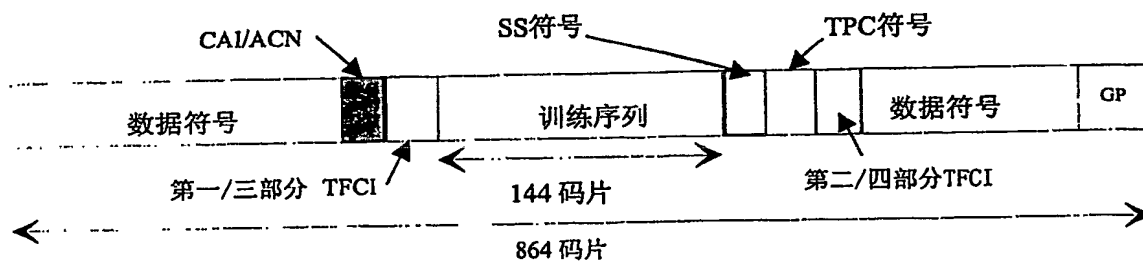 CAI/ACN
SS符号
TPC符号
数据符号
训练序列
数据符号
GP
第一/三部分 TFCI
144 码片
第二/四部分TFCI
864 码片